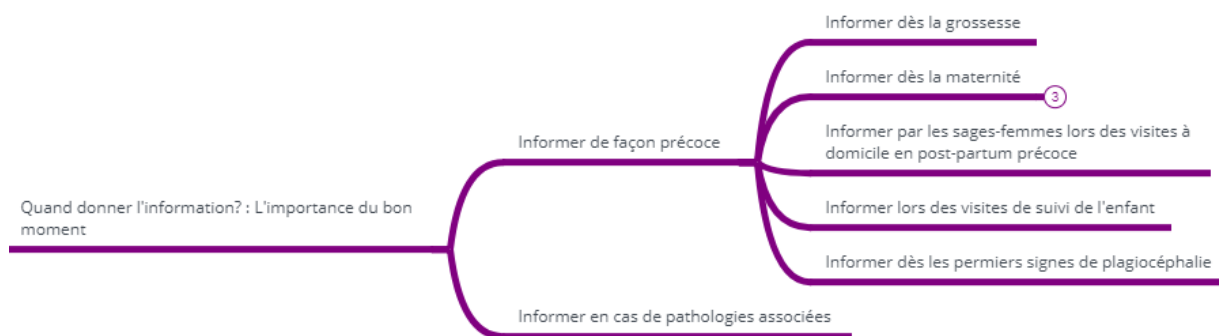 Informer dès la grossesse
Informer dès la maternité
3
Informer de façon précoce
Informer par les sages-femmes lors des visites à
domicile en post-partum précoce
Quand donner l'information? : L'importance du bon
moment
Informer lors des visites de suivi de l'enfant
Informer dès les permiers signes de plagiocéphalie
Informer en cas de pathologies associées